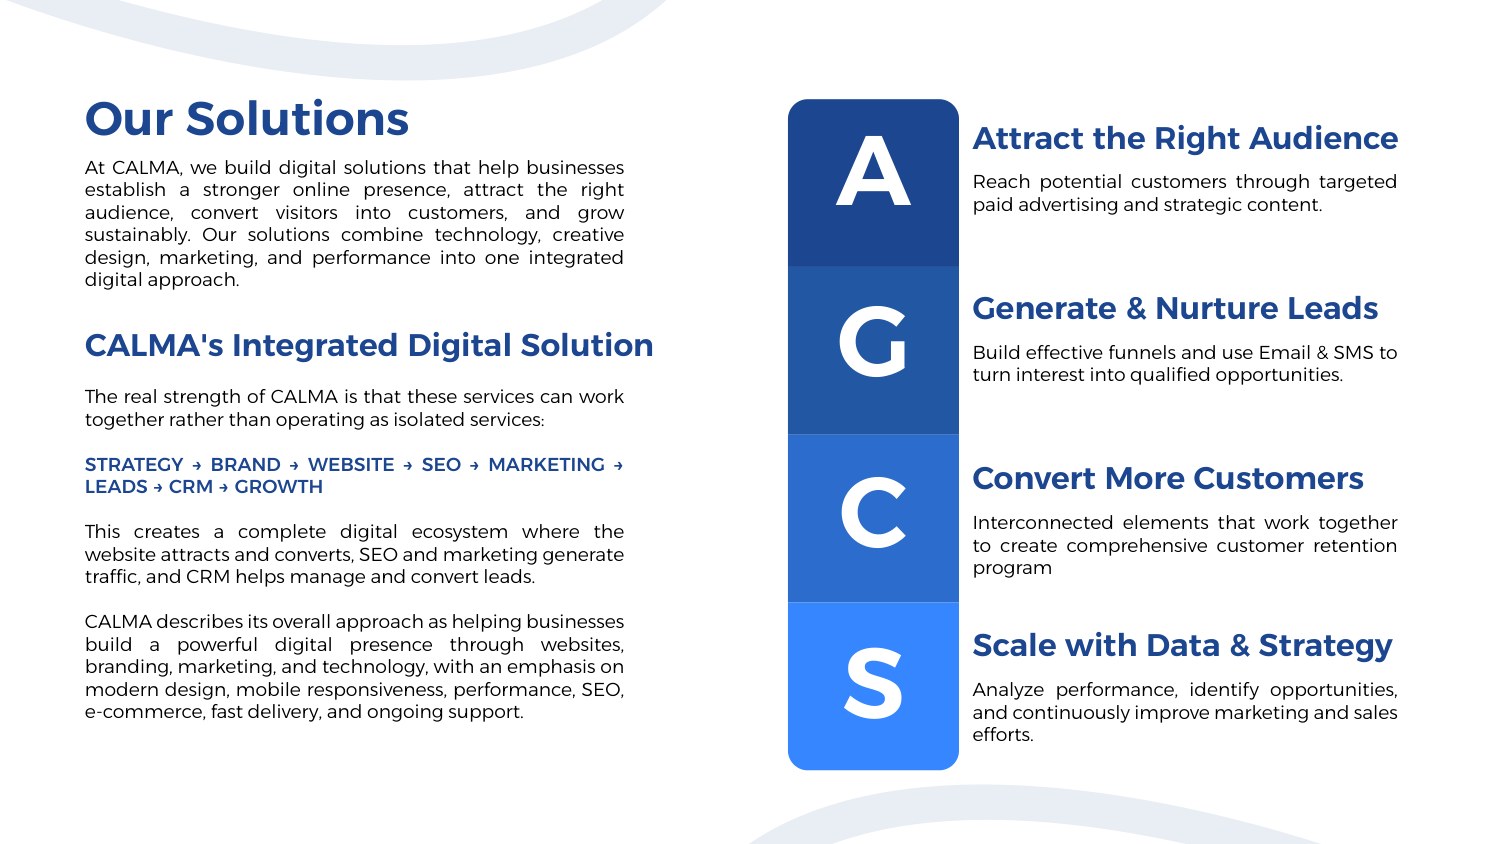 Our Solutions
At CALMA, we build digital solutions that help businesses
establish a stronger online presence, attract the right
audience, convert visitors into customers, and grow
sustainably. Our solutions combine technology, creative
design, marketing, and performance into one integrated
digital approach.
CALMA's Integrated Digital Solution
The real strength of CALMA is that these services can work
together rather than operating as isolated services:
STRATEGY → BRAND → WEBSITE → SEO → MARKETING →
LEADS → CRM → GROWTH
This creates a complete digital ecosystem where the
website attracts and converts, SEO and marketing generate
traffic, and CRM helps manage and convert leads.
CALMA describes its overall approach as helping businesses
build a powerful digital presence through websites,
branding, marketing, and technology, with an emphasis on
modern design, mobile responsiveness, performance, SEO,
e-commerce, fast delivery, and ongoing support.
A
Attract the Right Audience
Reach potential customers through targeted
paid advertising and strategic content.
G
Generate & Nurture Leads
Build effective funnels and use Email & SMS to
turn interest into qualified opportunities.
C
Convert More Customers
Interconnected elements that work together
to create comprehensive customer retention
program
S
Scale with Data & Strategy
Analyze performance, identify opportunities,
and continuously improve marketing and sales
efforts.